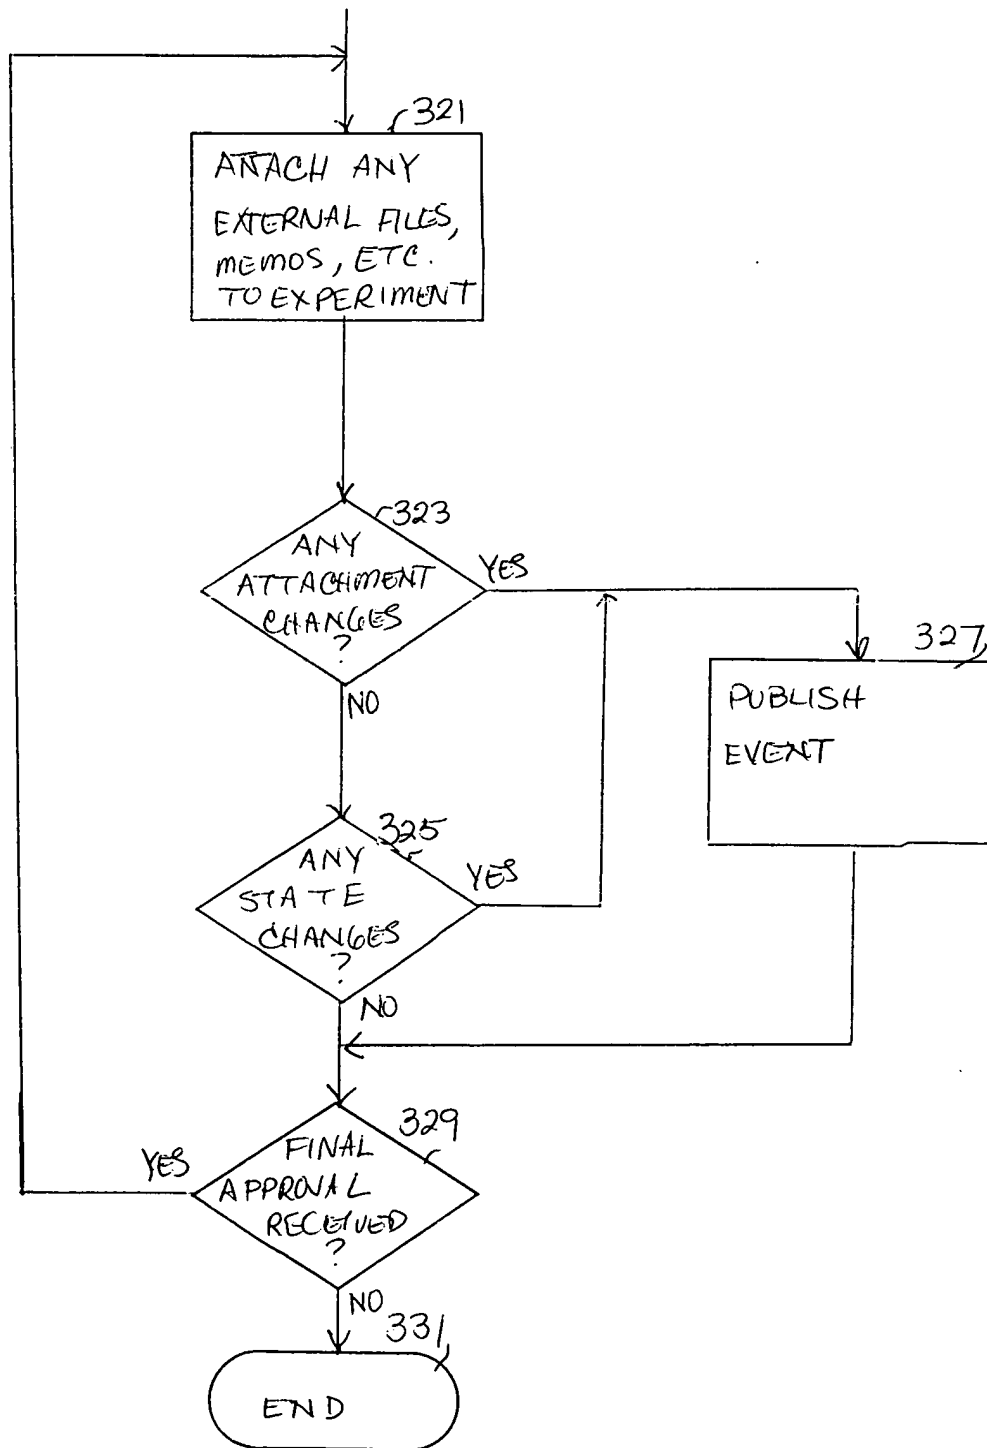 321
ATTACH ANY
EXTERNAL FILES,
MEMOS, ETC.
TO EXPERIMENT
323
ANY
ATTACHMENT
CHANGES
?
YES
NO
327
PUBLISH
EVENT
325
ANY
STATE
CHANGES
?
YES
NO
329
FINAL
APPROVAL
RECEIVED
?
YES
NO
331
END